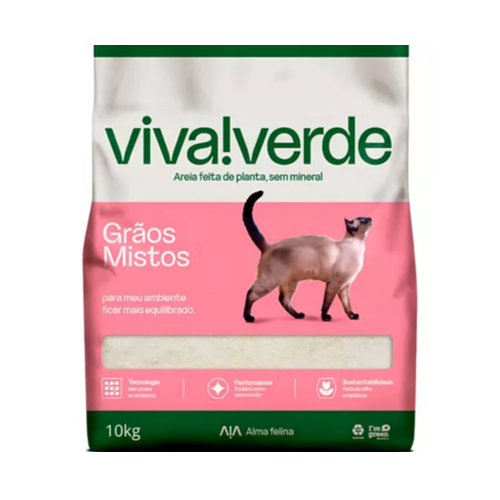 viva!verde
Areia feita de planta, sem mineral
Grãos
Mistos
para meu ambiente
ficar mais equilibrado.
Tecnologia
Performance
Sustentabilidade
10kg
Alma felina
I'm
green